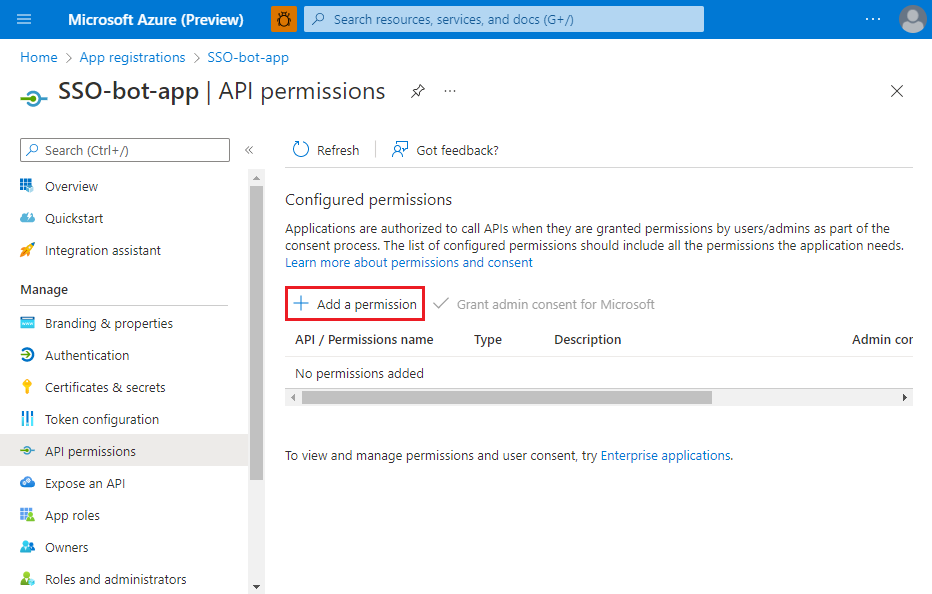 Microsoft Azure (Preview)
Search resources, services, and docs (G+/)
Home > App registrations > SSO-bot-app
SSO-bot-app | API permissions
Search (Ctrl+/)
Overview
Quickstart
Integration assistant
Manage
Branding & properties
Authentication
Certificates & secrets
Token configuration
API permissions
Expose an API
App roles
Owners
Roles and administrators
Refresh
Got feedback?
Configured permissions
Applications are authorized to call APIs when they are granted permissions by users/admins as part of the
consent process. The list of configured permissions should include all the permissions the application needs.
Learn more about permissions and consent
Add a permission
Grant admin consent for Microsoft
API / Permissions name Type Description Admin cor
No permissions added
To view and manage permissions and user consent, try Enterprise applications.